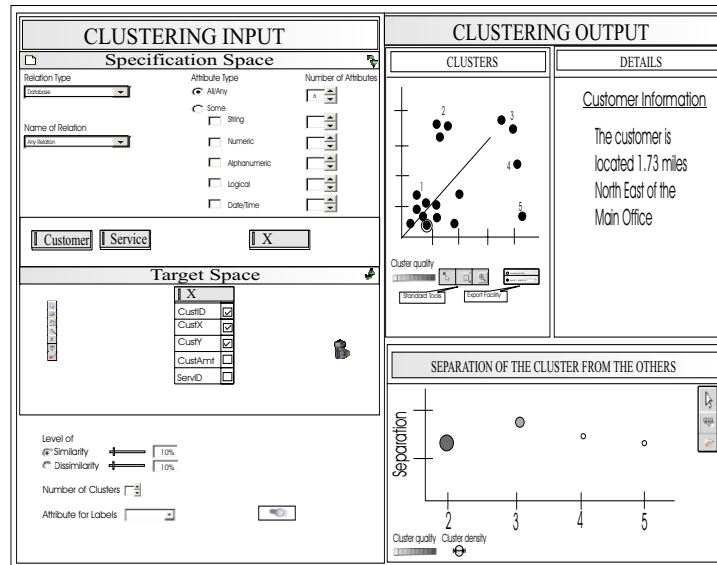 CLUSTERING INPUT
Specification Space
Relation Type
Database
Name of Relation
Any Relation
Attribute Type
All/Any
Some
String
Numeric
Alphanumeric
Logical
Date/Time
Number of Attributes
6
Customer
Service
X
Target Space
X
CustID
CustX
CustY
CustAmt
ServID
Level of
Similarity
10%
Dissimilarity
10%
Number of Clusters
Attribute for Labels
CLUSTERING OUTPUT
CLUSTERS
1
2
3
4
5
Cluster quality
Standard Tools
Export Facility
DETAILS
Customer Information
The customer is
located 1.73 miles
North East of the
Main Office
SEPARATION OF THE CLUSTER FROM THE OTHERS
Separation
2 3 4 5
Cluster quality Cluster density